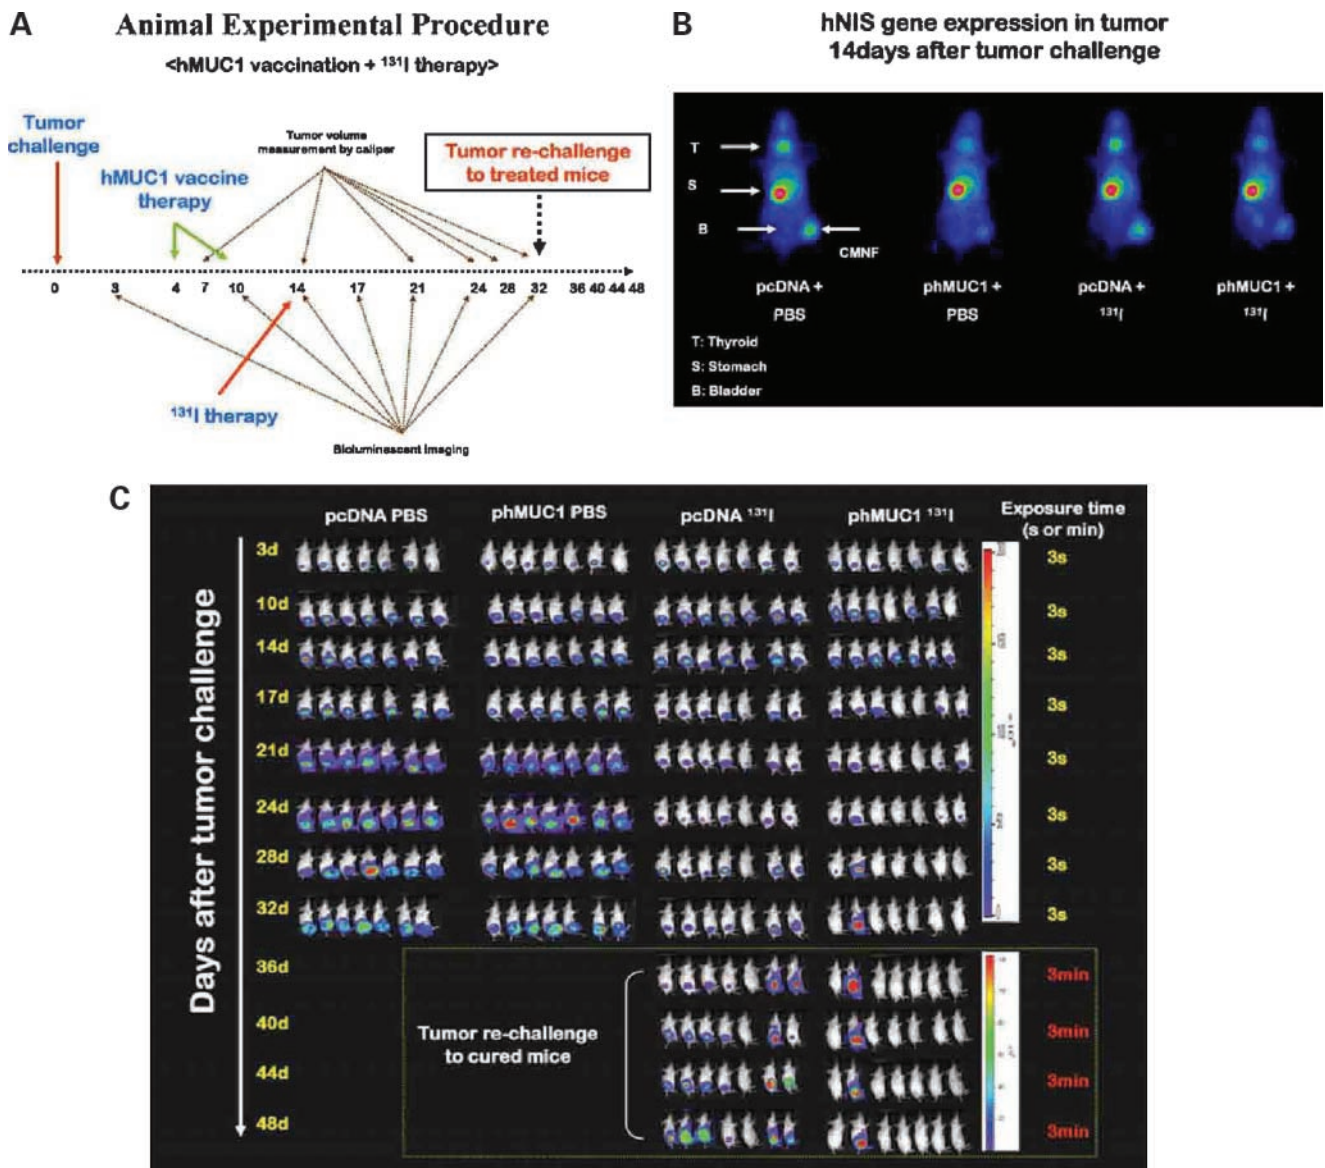 A
Animal Experimental Procedure
<hMUC1 vaccination + ¹³¹I therapy>
Tumor
challenge
Tumor volume
measurement by caliper
Tumor re-challenge
to treated mice
hMUC1 vaccine
therapy
0 3 4 7 10 14 17 21 24 28 32 36 40 44 48
¹³¹I therapy
Bioluminescent Imaging
B
hNIS gene expression in tumor
14days after tumor challenge
T
S
B
CMNF
pcDNA + phMUC1 + pcDNA + phMUC1 +
PBS PBS ¹³¹I ¹³¹I
T: Thyroid
S: Stomach
B: Bladder
C
pcDNA PBS phMUC1 PBS pcDNA ¹³¹I phMUC1 ¹³¹I Exposure time
(s or min)
Days after tumor challenge
3d 3s
10d 3s
14d 3s
17d 3s
21d 3s
24d 3s
28d 3s
32d 3s
36d 3min
40d 3min
Tumor re-challenge
to cured mice
44d 3min
48d 3min